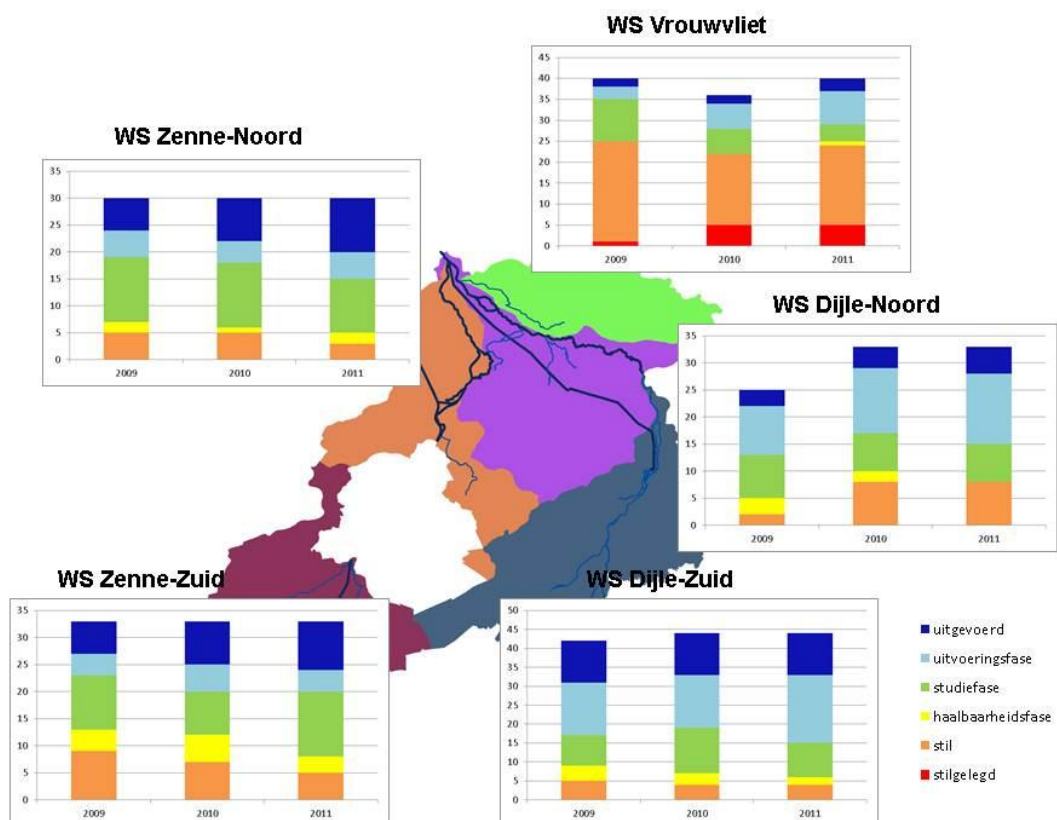 WS Vrouwvliet
45
40
35
30
25
20
15
10
5
0
2009 2010 2011
WS Zenne-Noord
35
30
25
20
15
10
5
0
2009 2010 2011
WS Dijle-Noord
35
30
25
20
15
10
5
0
2009 2010 2011
WS Zenne-Zuid
35
30
25
20
15
10
5
0
2009 2010 2011
WS Dijle-Zuid
50
45
40
35
30
25
20
15
10
5
0
2009 2010 2011
uitgevoerd
uitvoeringsfase
studiefase
haalbaarheidsfase
stil
stilgelegd